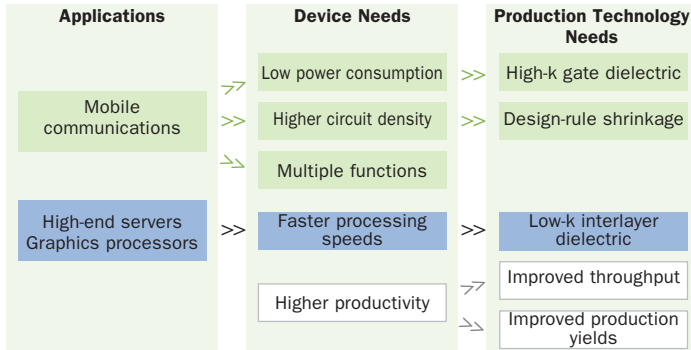 Applications
Device Needs
Production Technology
Needs
Mobile
communications
Low power consumption
>>
High-k gate dielectric
>>
>>
Higher circuit density
>>
Design-rule shrinkage
>>
Multiple functions
High-end servers
Graphics processors
>>
Faster processing
speeds
>>
Low-k interlayer
dielectric
Higher productivity
>>
Improved throughput
>>
Improved production
yields